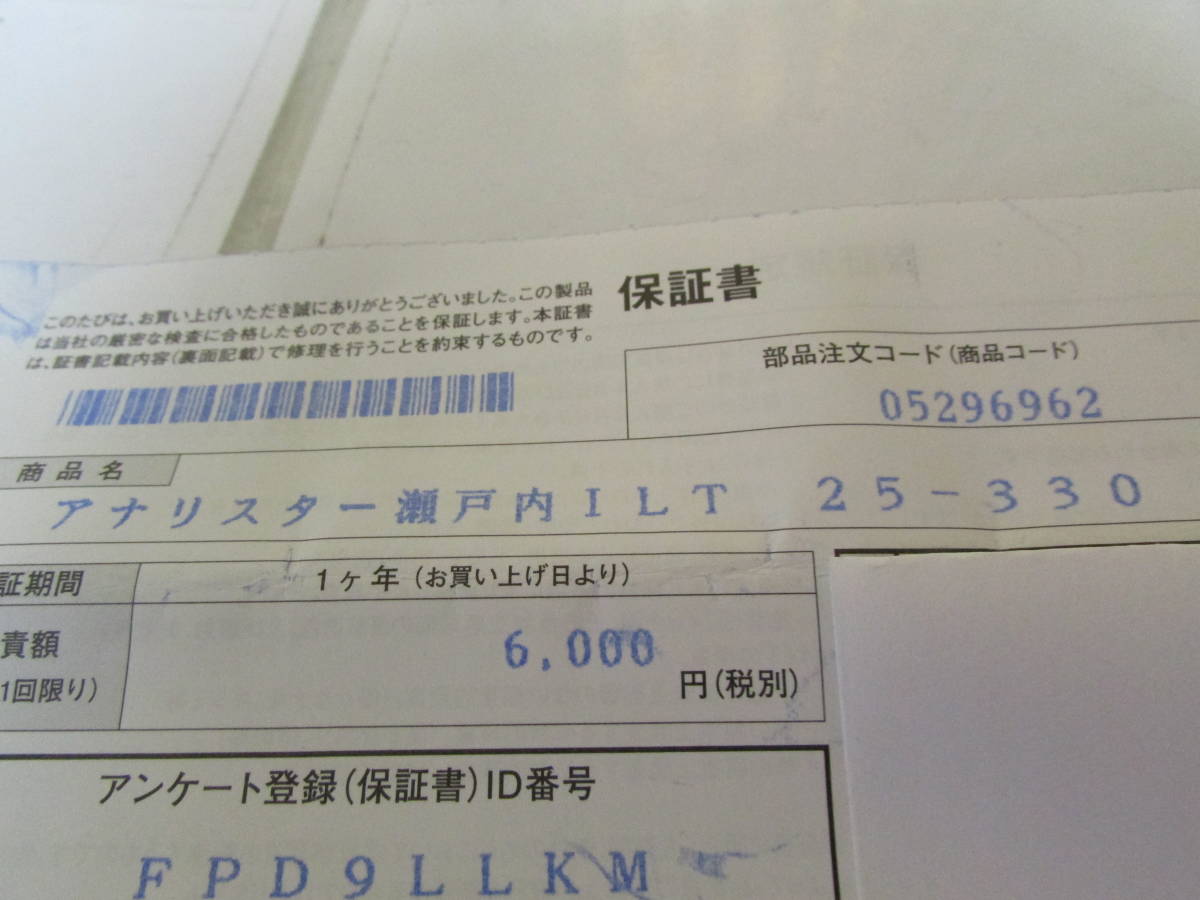 このたびは、お買い上げいただき誠にありがとうございました。この製品
は当社の厳密な検査に合格したものであることを保証します。本証書
は、証書記載内容(裏面記載)で修理を行うことを約束するものです。
保証書
部品注文コード(商品コード)
05296962
商品名
アナリスター瀬戸内ILT 25-330
証期間
1ヶ年(お買い上げ日より)
責額
1回限り)
6,000
円(税別)
アンケート登録(保証書)ID番号
FPD9LLKM